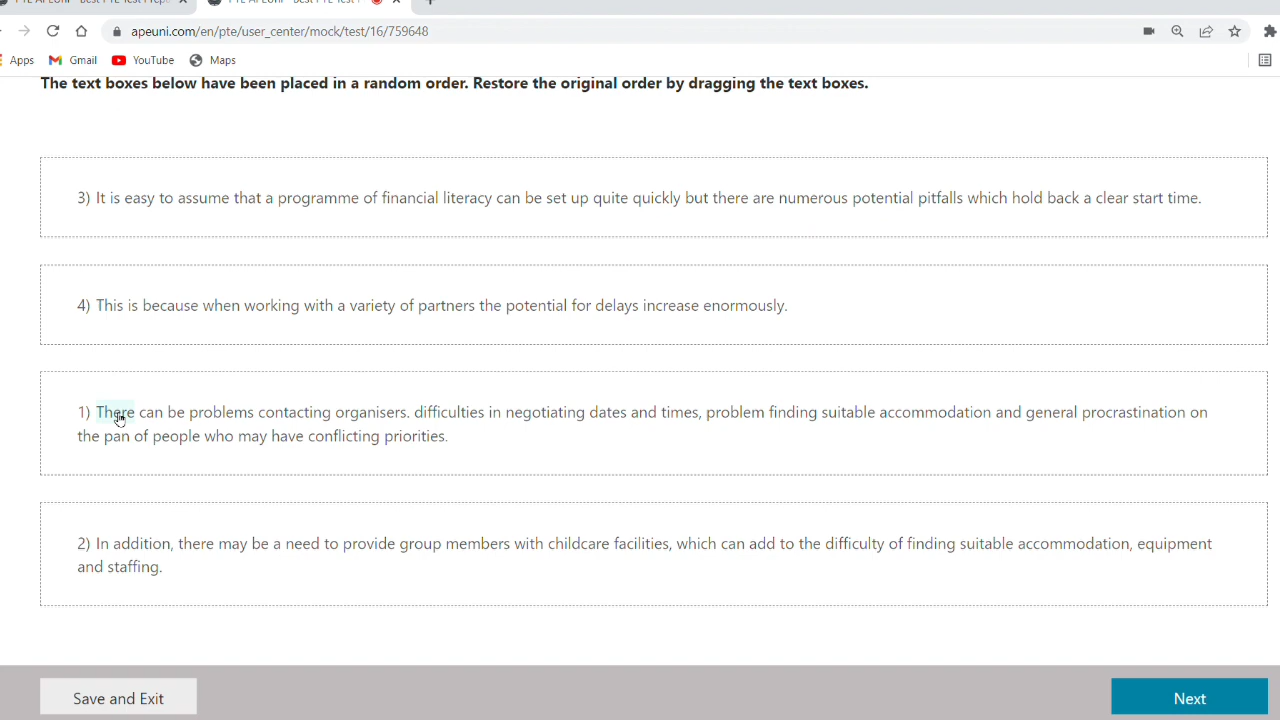 apeuni.com/en/pte/user_center/mock/test/16/759648
Apps Gmail YouTube Maps
The text boxes below have been placed in a random order. Restore the original order by dragging the text boxes.
3) It is easy to assume that a programme of financial literacy can be set up quite quickly but there are numerous potential pitfalls which hold back a clear start time.
4) This is because when working with a variety of partners the potential for delays increase enormously.
1) There can be problems contacting organisers. difficulties in negotiating dates and times, problem finding suitable accommodation and general procrastination on
the pan of people who may have conflicting priorities.
2) In addition, there may be a need to provide group members with childcare facilities, which can add to the difficulty of finding suitable accommodation, equipment
and staffing.
Save and Exit Next